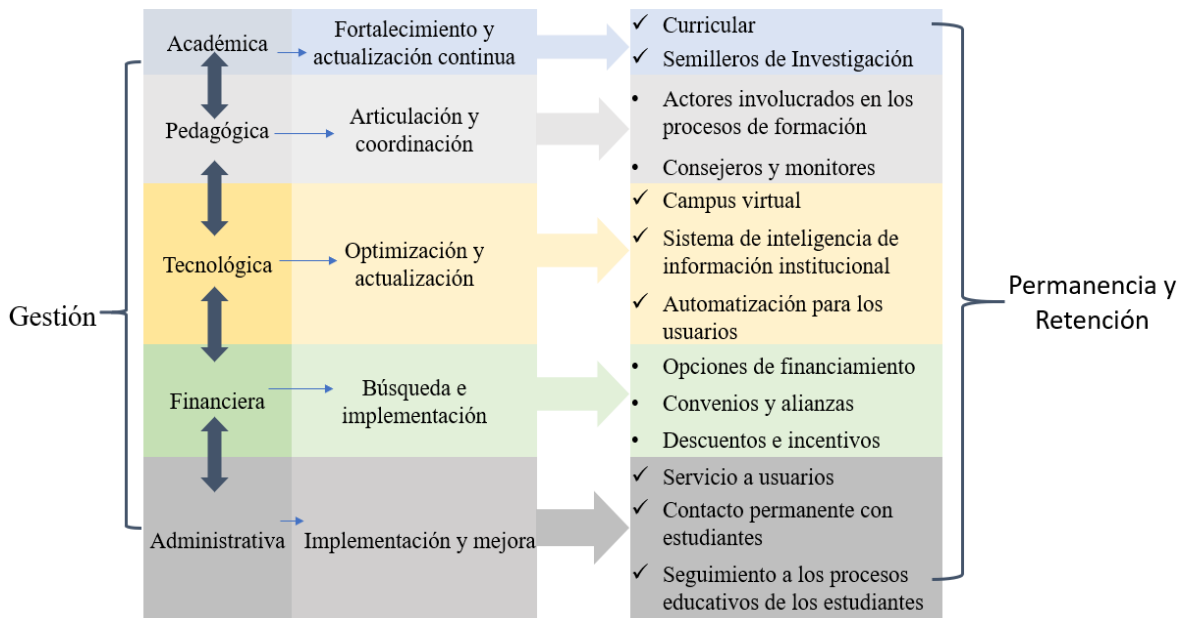 Gestión
Académica
Fortalecimiento y
actualización continua
✓ Curricular
✓ Semilleros de Investigación
Pedagógica
Articulación y
coordinación
• Actores involucrados en los
procesos de formación
• Consejeros y monitores
Tecnológica
Optimización y
actualización
✓ Campus virtual
✓ Sistema de inteligencia de
información institucional
✓ Automatización para los
usuarios
Financiera
Búsqueda e
implementación
• Opciones de financiamiento
• Convenios y alianzas
• Descuentos e incentivos
Administrativa
Implementación y mejora
✓ Servicio a usuarios
✓ Contacto permanente con
estudiantes
✓ Seguimiento a los procesos
educativos de los estudiantes
Permanencia y
Retención